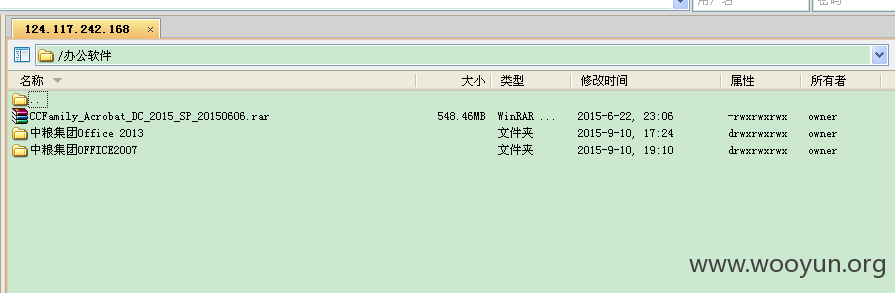 用户名 密码
124.117.242.168 ×
/办公软件
名称 大小 类型 修改时间 属性 所有者
..
CCFamily_Acrobat_DC_2015_SP_20150606.rar 548.46MB WinRAR ... 2015-6-22, 23:06 -rwxrwxrwx owner
中粮集团Office 2013 文件夹 2015-9-10, 17:24 drwxrwxrwx owner
中粮集团OFFICE2007 文件夹 2015-9-10, 19:10 drwxrwxrwx owner
www.wooyun.org